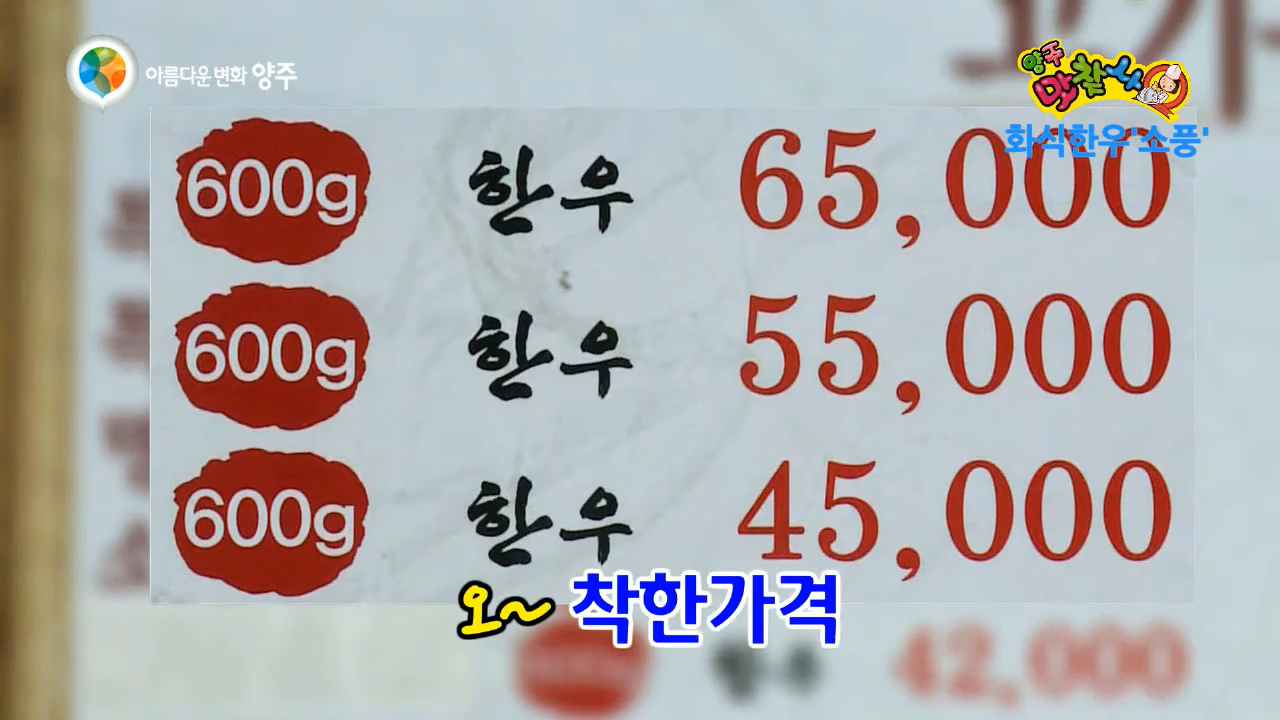 아름다운 변화 양주
양주
맛찾사
화식한우 '소풍'
600g 한우 65,000
600g 한우 55,000
600g 한우 45,000
오~ 착한가격
42,000